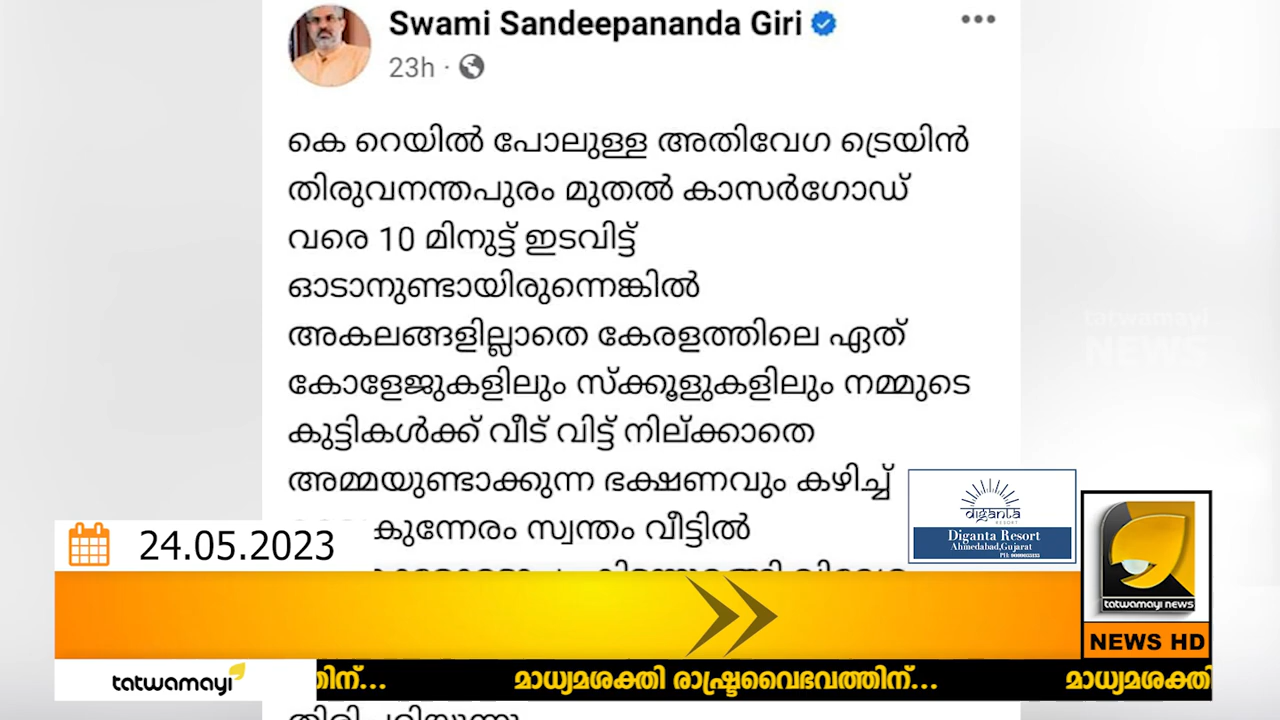 Swami Sandeepananda Giri
23h ·
കെ റെയിൽ പോലുള്ള അതിവേഗ ട്രെയിൻ
തിരുവനന്തപുരം മുതൽ കാസർഗോഡ്
വരെ 10 മിനുട്ട് ഇടവിട്ട്
ഓടാനുണ്ടായിരുന്നെങ്കിൽ
അകലങ്ങളില്ലാതെ കേരളത്തിലെ ഏത്
കോളേജുകളിലും സ്ക്കൂളുകളിലും നമ്മുടെ
കുട്ടികൾക്ക് വീട് വിട്ട് നില്ക്കാതെ
അമ്മയുണ്ടാക്കുന്ന ഭക്ഷണവും കഴിച്ച്
കുന്നേരം സ്വന്തം വീട്ടിൽ
tatwamayi
NEWS
diganta
RESORT
Diganta Resort
Ahmedabad,Gujarat
24.05.2023
tatwamayi news
NEWS HD
tatwamayi
തിന്... മാധ്യമശക്തി രാഷ്ട്രവൈഭവത്തിന്... മാധ്യമശക്തി